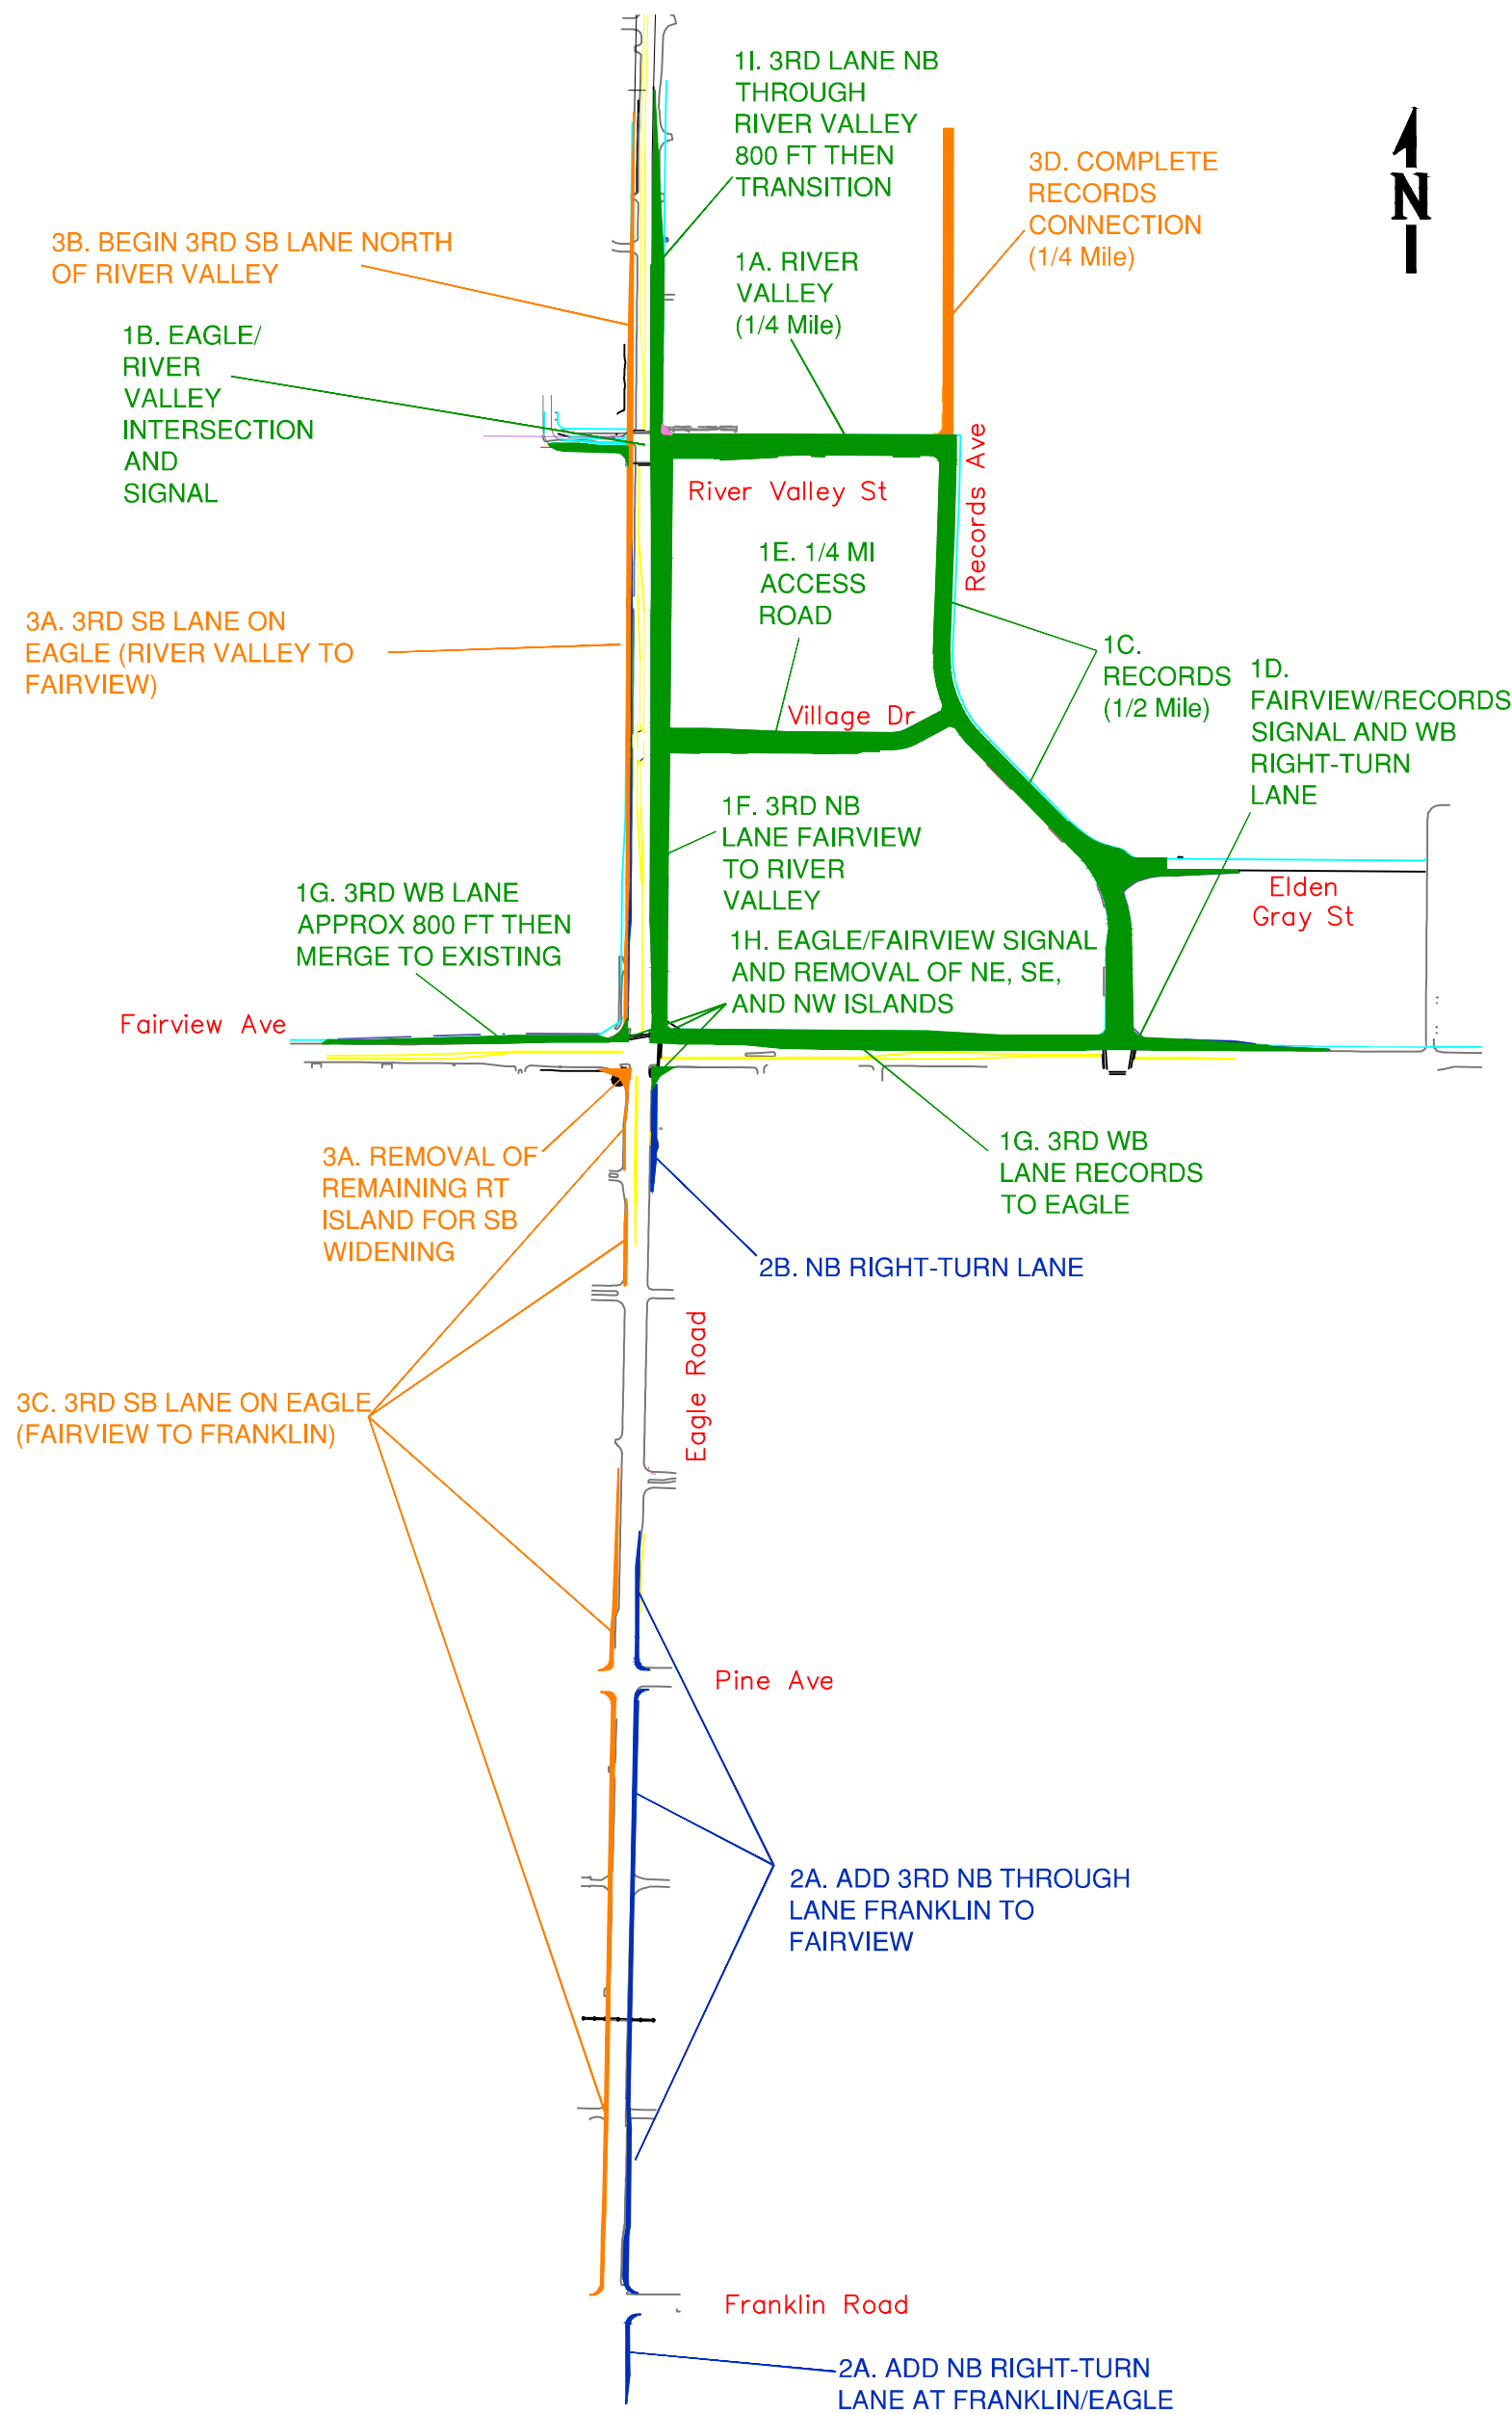 1I. 3RD LANE NB
THROUGH
RIVER VALLEY
800 FT THEN
TRANSITION
3D. COMPLETE
RECORDS
CONNECTION
(1/4 Mile)
N
3B. BEGIN 3RD SB LANE NORTH
OF RIVER VALLEY
1A. RIVER
VALLEY
(1/4 Mile)
1B. EAGLE/
RIVER
VALLEY
INTERSECTION
AND
SIGNAL
River Valley St
Records Ave
1E. 1/4 MI
ACCESS
ROAD
3A. 3RD SB LANE ON
EAGLE (RIVER VALLEY TO
FAIRVIEW)
1C.
RECORDS
(1/2 Mile)
1D.
FAIRVIEW/RECORDS
SIGNAL AND WB
RIGHT-TURN
LANE
Village Dr
1F. 3RD NB
LANE FAIRVIEW
TO RIVER
VALLEY
Elden
Gray St
1G. 3RD WB LANE
APPROX 800 FT THEN
MERGE TO EXISTING
1H. EAGLE/FAIRVIEW SIGNAL
AND REMOVAL OF NE, SE,
AND NW ISLANDS
Fairview Ave
3A. REMOVAL OF
REMAINING RT
ISLAND FOR SB
WIDENING
1G. 3RD WB
LANE RECORDS
TO EAGLE
2B. NB RIGHT-TURN LANE
Eagle Road
3C. 3RD SB LANE ON EAGLE
(FAIRVIEW TO FRANKLIN)
Pine Ave
2A. ADD 3RD NB THROUGH
LANE FRANKLIN TO
FAIRVIEW
Franklin Road
2A. ADD NB RIGHT-TURN
LANE AT FRANKLIN/EAGLE